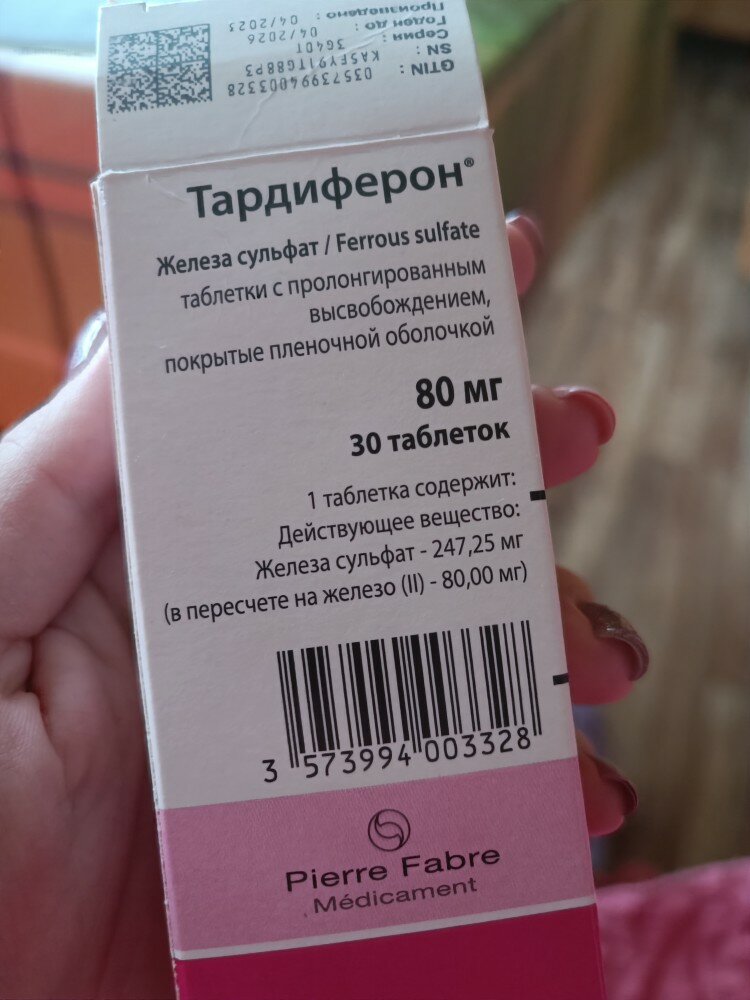 GTIN : 03573994003328
SN : KASFY91TG88P3
Серия : 3G40T
Годен до : 04/2026
Произведено : 04/2023
Тардиферон®
Железа сульфат / Ferrous sulfate
таблетки с пролонгированным
высвобождением,
покрытые пленочной оболочкой
80 мг
30 таблеток
1 таблетка содержит:
Действующее вещество:
Железа сульфат - 247,25 мг
(в пересчете на железо (II) - 80,00 мг)
3 573994 003328
Pierre Fabre
Médicament